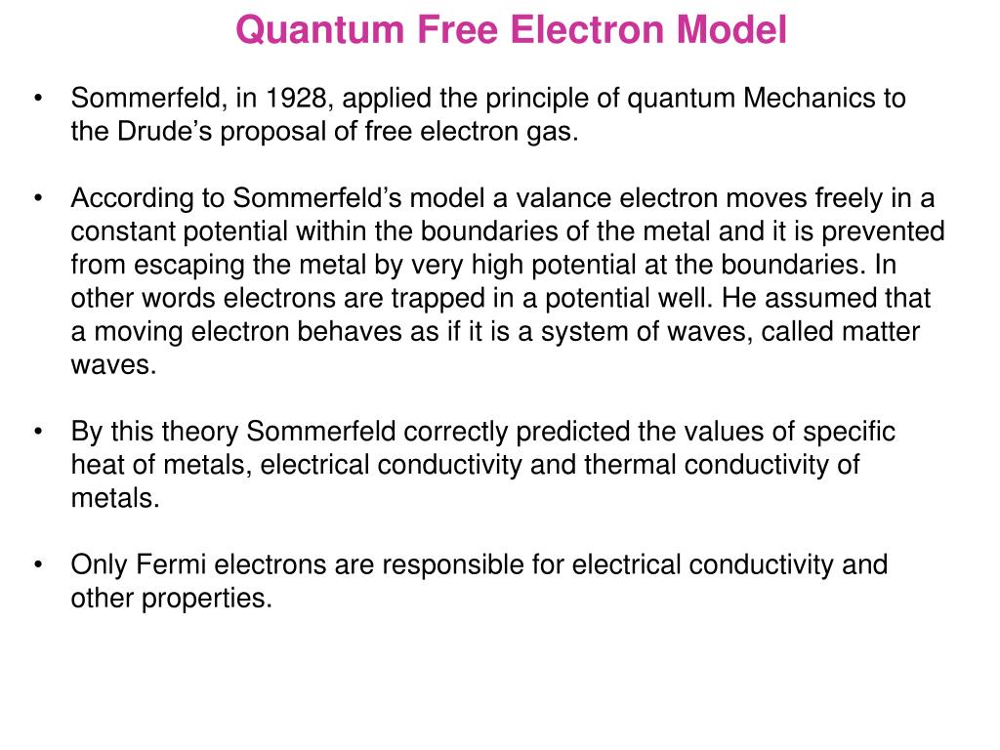 Quantum Free Electron Model
• Sommerfeld, in 1928, applied the principle of quantum Mechanics to
the Drude’s proposal of free electron gas.
• According to Sommerfeld’s model a valance electron moves freely in a
constant potential within the boundaries of the metal and it is prevented
from escaping the metal by very high potential at the boundaries. In
other words electrons are trapped in a potential well. He assumed that
a moving electron behaves as if it is a system of waves, called matter
waves.
• By this theory Sommerfeld correctly predicted the values of specific
heat of metals, electrical conductivity and thermal conductivity of
metals.
• Only Fermi electrons are responsible for electrical conductivity and
other properties.